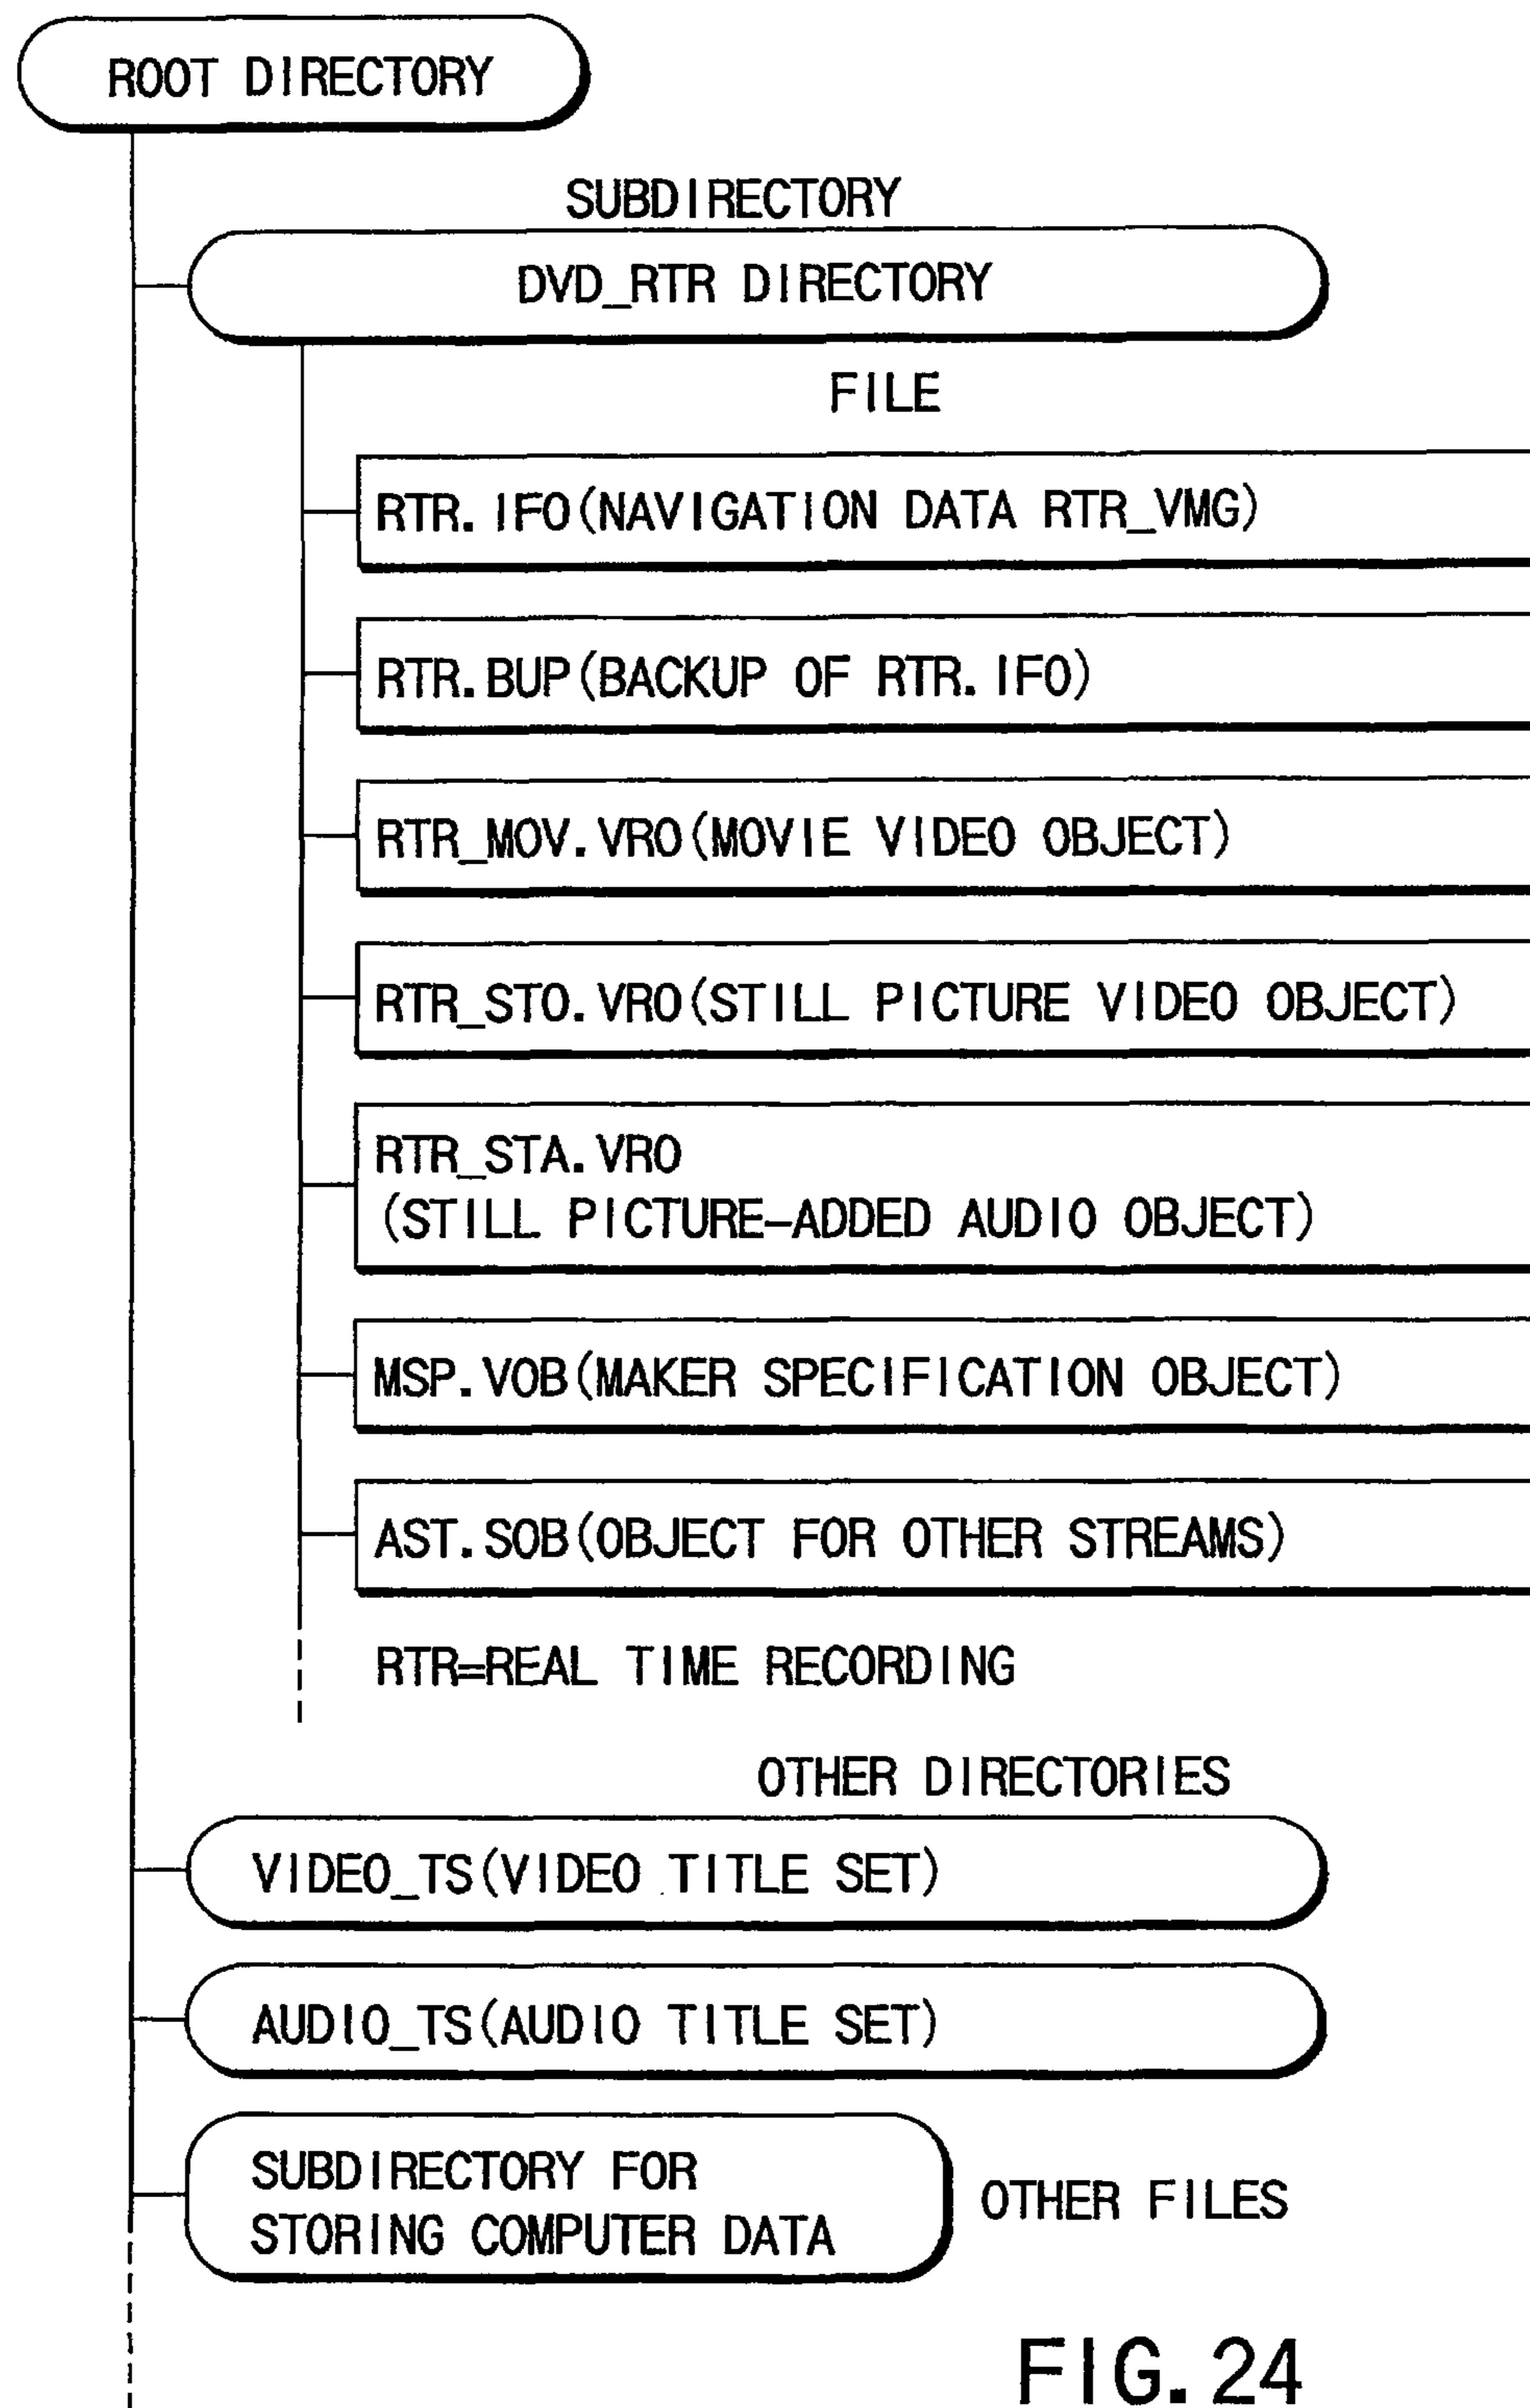 ROOT DIRECTORY
SUBDIRECTORY
DVD_RTR DIRECTORY
FILE
RTR.IFO(NAVIGATION DATA RTR_VMG)
RTR.BUP(BACKUP OF RTR.IFO)
RTR_MOV.VRO(MOVIE VIDEO OBJECT)
RTR_STO.VRO(STILL PICTURE VIDEO OBJECT)
RTR_STA.VRO
(STILL PICTURE-ADDED AUDIO OBJECT)
MSP.VOB(MAKER SPECIFICATION OBJECT)
AST.SOB(OBJECT FOR OTHER STREAMS)
RTR=REAL TIME RECORDING
OTHER DIRECTORIES
VIDEO_TS(VIDEO TITLE SET)
AUDIO_TS(AUDIO TITLE SET)
SUBDIRECTORY FOR
STORING COMPUTER DATA
OTHER FILES
FIG.24